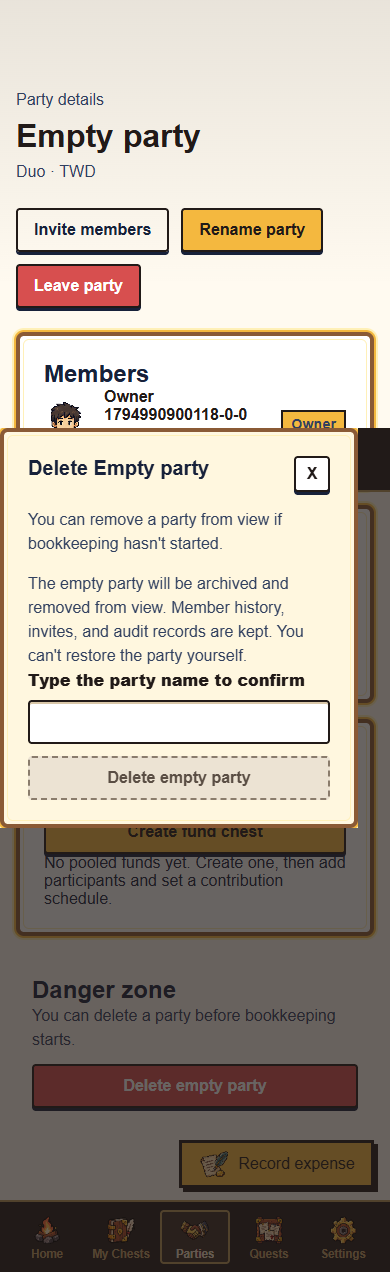 Party details
Empty party
Duo · TWD
Invite members
Rename party
Leave party
Members
Owner
1794990900118-0-0
Owner
Delete Empty party
X
You can remove a party from view if
bookkeeping hasn't started.
The empty party will be archived and
removed from view. Member history,
invites, and audit records are kept. You
can't restore the party yourself.
Type the party name to confirm
Delete empty party
Create fund chest
No pooled funds yet. Create one, then add
participants and set a contribution
schedule.
Danger zone
You can delete a party before bookkeeping
starts.
Delete empty party
Record expense
Home
My Chests
Parties
Quests
Settings